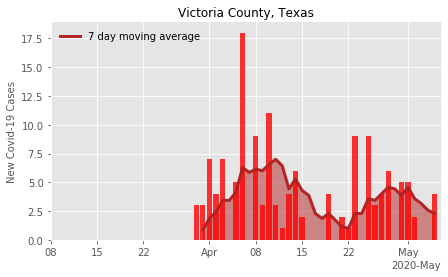 Victoria County, Texas
7 day moving average
New Covid-19 Cases
17.5
15.0
12.5
10.0
7.5
5.0
2.5
0.0
08 15 22 Apr 08 15 22 May
2020-May